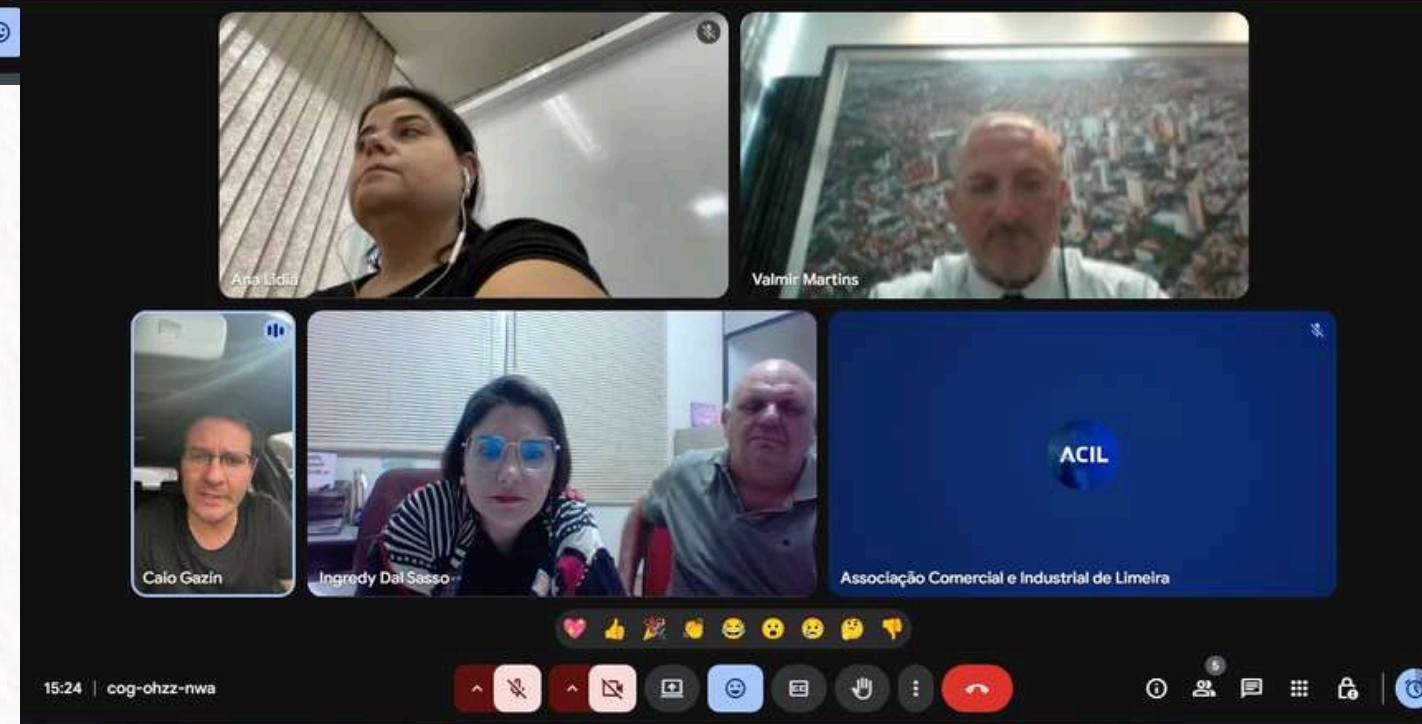 Ana Lidia
Valmir Martins
Caio Gazin
Ingredy Dal Sasso
ACIL
Associação Comercial e Industrial de Limeira
5
15:24 | cog-ohzz-nwa